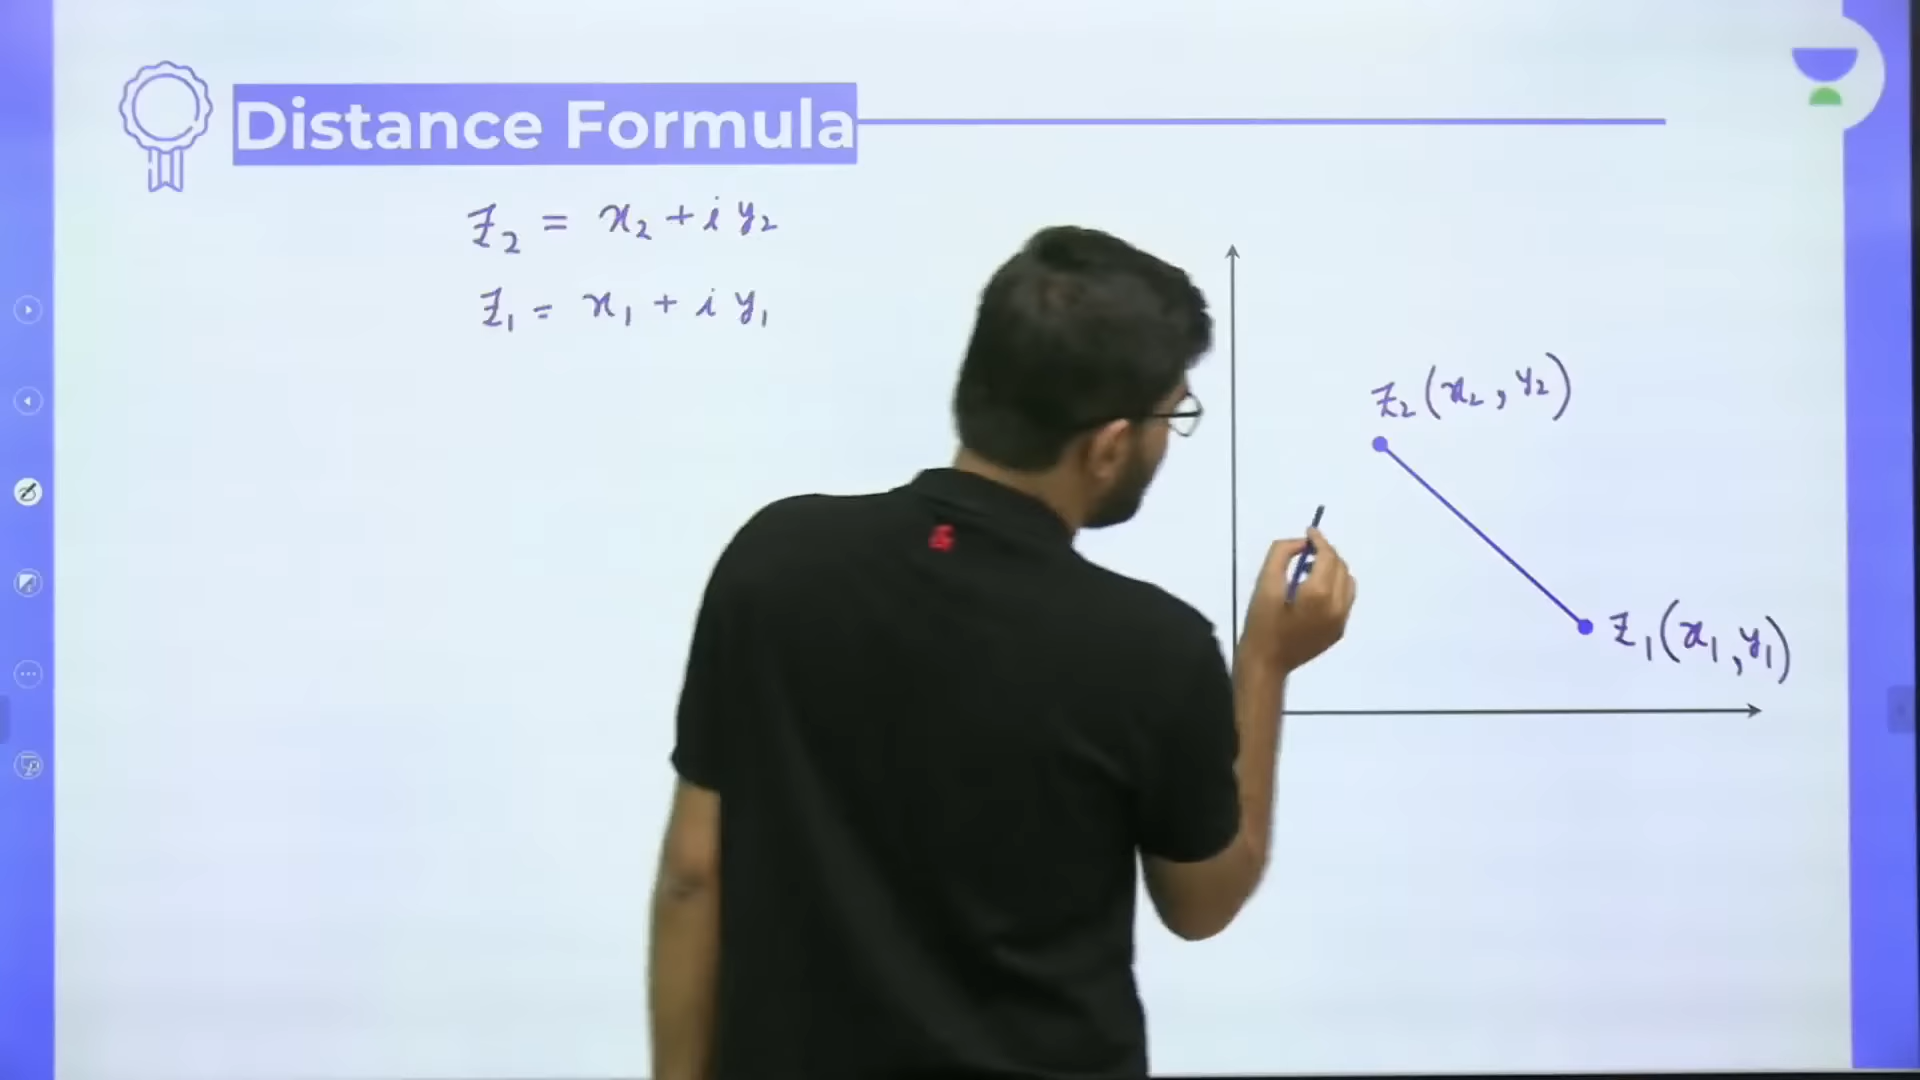 Distance Formula
z₂ = x₂ + i y₂
z₁ = x₁ + i y₁
z₂(x₂, y₂)
z₁(x₁, y₁)